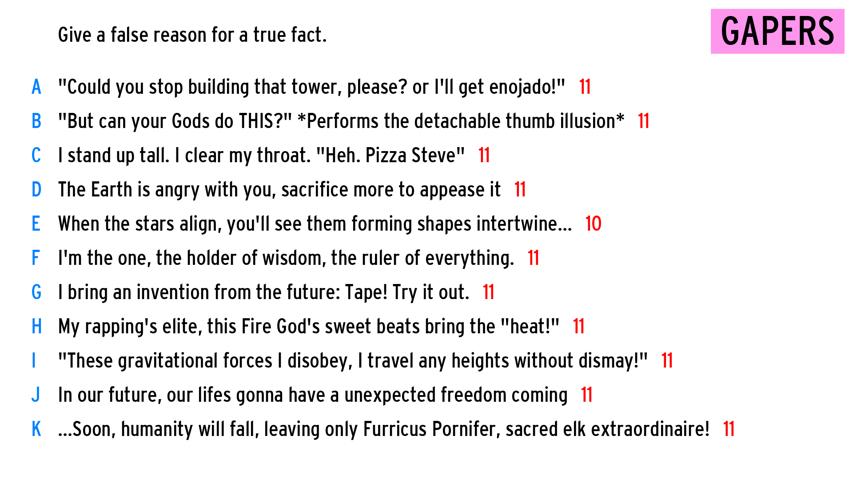 Give a false reason for a true fact.
GAPERS
A "Could you stop building that tower, please? or I'll get enojado!" 11
B "But can your Gods do THIS?" *Performs the detachable thumb illusion* 11
C I stand up tall. I clear my throat. "Heh. Pizza Steve" 11
D The Earth is angry with you, sacrifice more to appease it 11
E When the stars align, you'll see them forming shapes intertwine... 10
F I'm the one, the holder of wisdom, the ruler of everything. 11
G I bring an invention from the future: Tape! Try it out. 11
H My rapping's elite, this Fire God's sweet beats bring the "heat!" 11
I "These gravitational forces I disobey, I travel any heights without dismay!" 11
J In our future, our lifes gonna have a unexpected freedom coming 11
K ...Soon, humanity will fall, leaving only Furricus Pornifer, sacred elk extraordinaire! 11